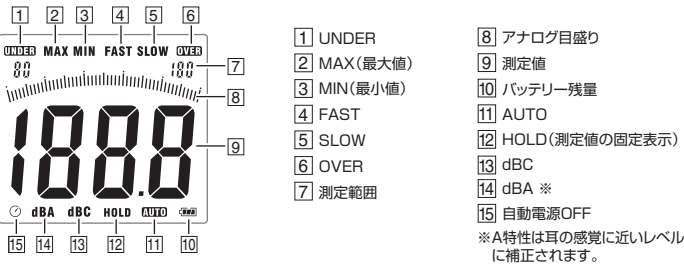 1 2 3 4 5 6
UNDER MAX MIN FAST SLOW OVER
80 180 7
8
188.8 9
dBA dBC HOLD AUTO
15 14 13 12 11 10
1 UNDER
2 MAX(最大値)
3 MIN(最小値)
4 FAST
5 SLOW
6 OVER
7 測定範囲
8 アナログ目盛り
9 測定値
10 バッテリー残量
11 AUTO
12 HOLD(測定値の固定表示)
13 dBC
14 dBA ※
15 自動電源OFF
※A特性は耳の感覚に近いレベル
に補正されます。